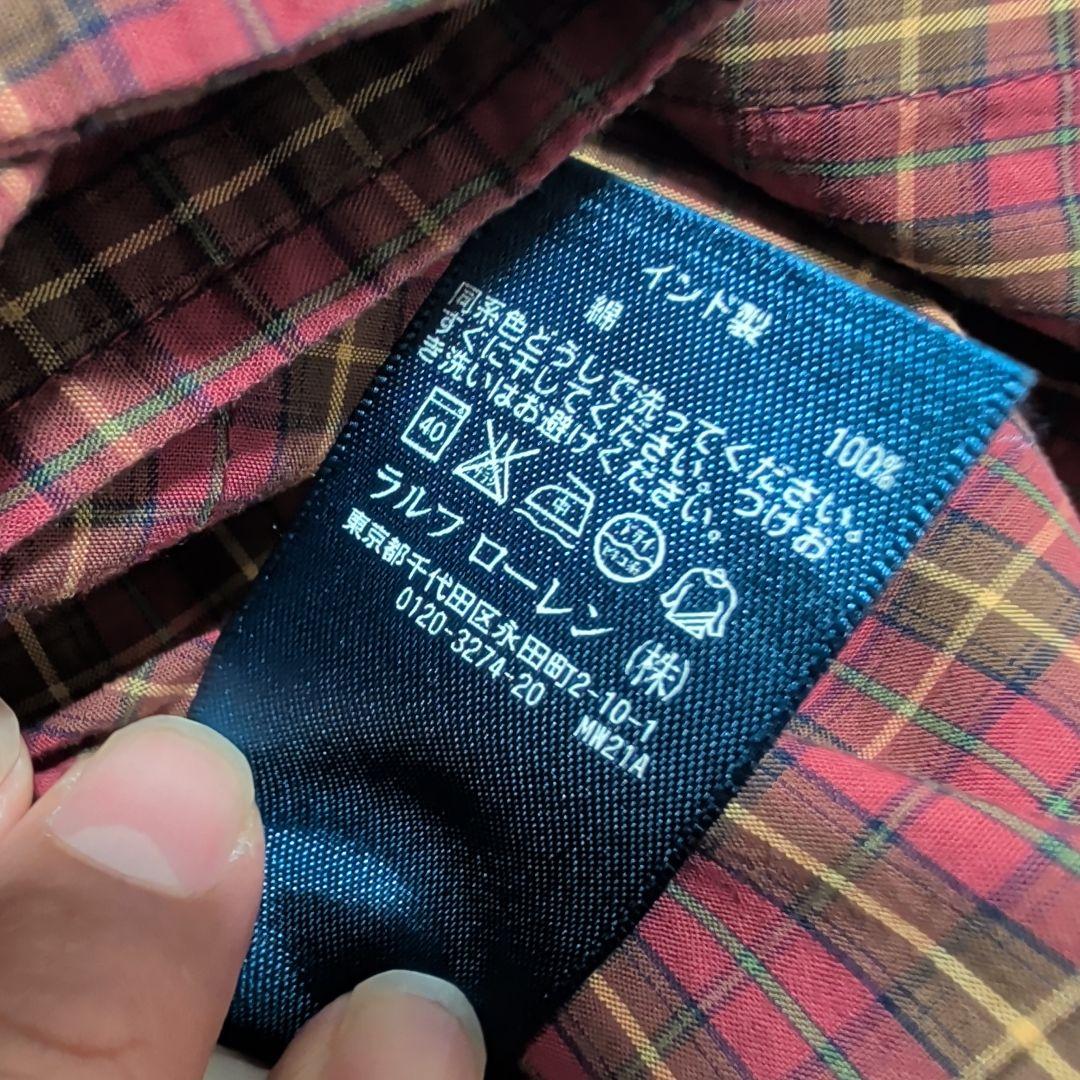 インド製
綿 100%
同系色どうしで洗ってください。
すぐに干してください。つけお
き洗いはお避けください。
40
ラルフ ローレン (株)
東京都千代田区永田町2-10-1
0120-3274-20 MW21A